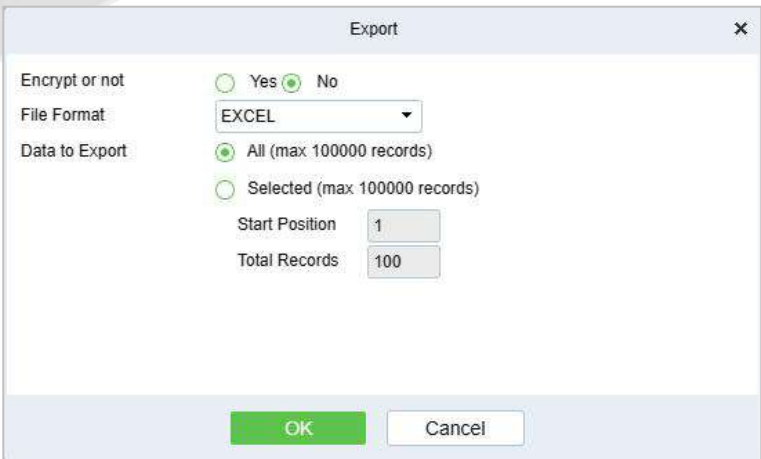 Export
Encrypt or not Yes No
File Format EXCEL
Data to Export All (max 100000 records)
Selected (max 100000 records)
Start Position 1
Total Records 100
OK Cancel